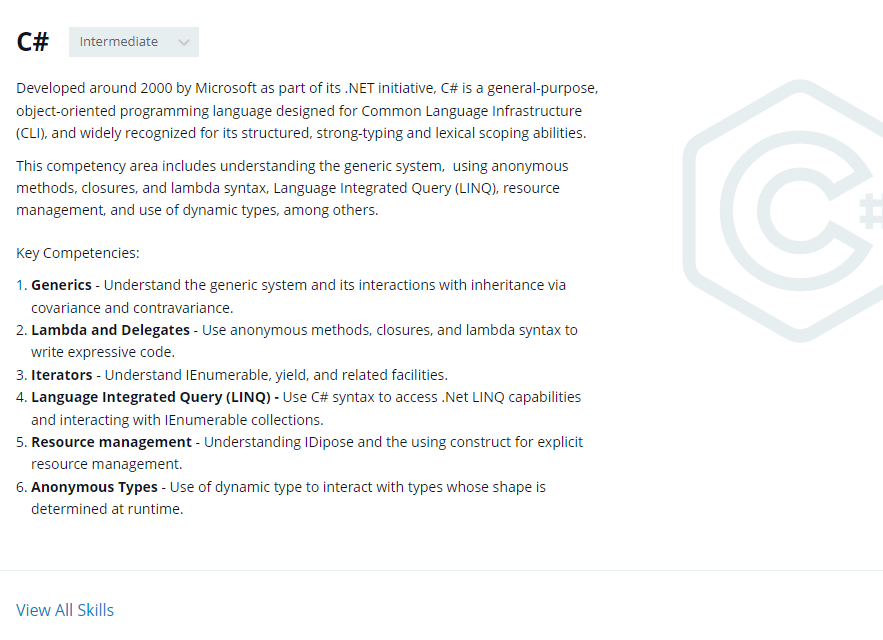 C#
Intermediate
Developed around 2000 by Microsoft as part of its .NET initiative, C# is a general-purpose,
object-oriented programming language designed for Common Language Infrastructure
(CLI), and widely recognized for its structured, strong-typing and lexical scoping abilities.
This competency area includes understanding the generic system,  using anonymous
methods, closures, and lambda syntax, Language Integrated Query (LINQ), resource
management, and use of dynamic types, among others.
Key Competencies:
1. Generics - Understand the generic system and its interactions with inheritance via
covariance and contravariance.
2. Lambda and Delegates - Use anonymous methods, closures, and lambda syntax to
write expressive code.
3. Iterators - Understand IEnumerable, yield, and related facilities.
4. Language Integrated Query (LINQ) - Use C# syntax to access .Net LINQ capabilities
and interacting with IEnumerable collections.
5. Resource management - Understanding IDipose and the using construct for explicit
resource management.
6. Anonymous Types - Use of dynamic type to interact with types whose shape is
determined at runtime.
C#
View All Skills